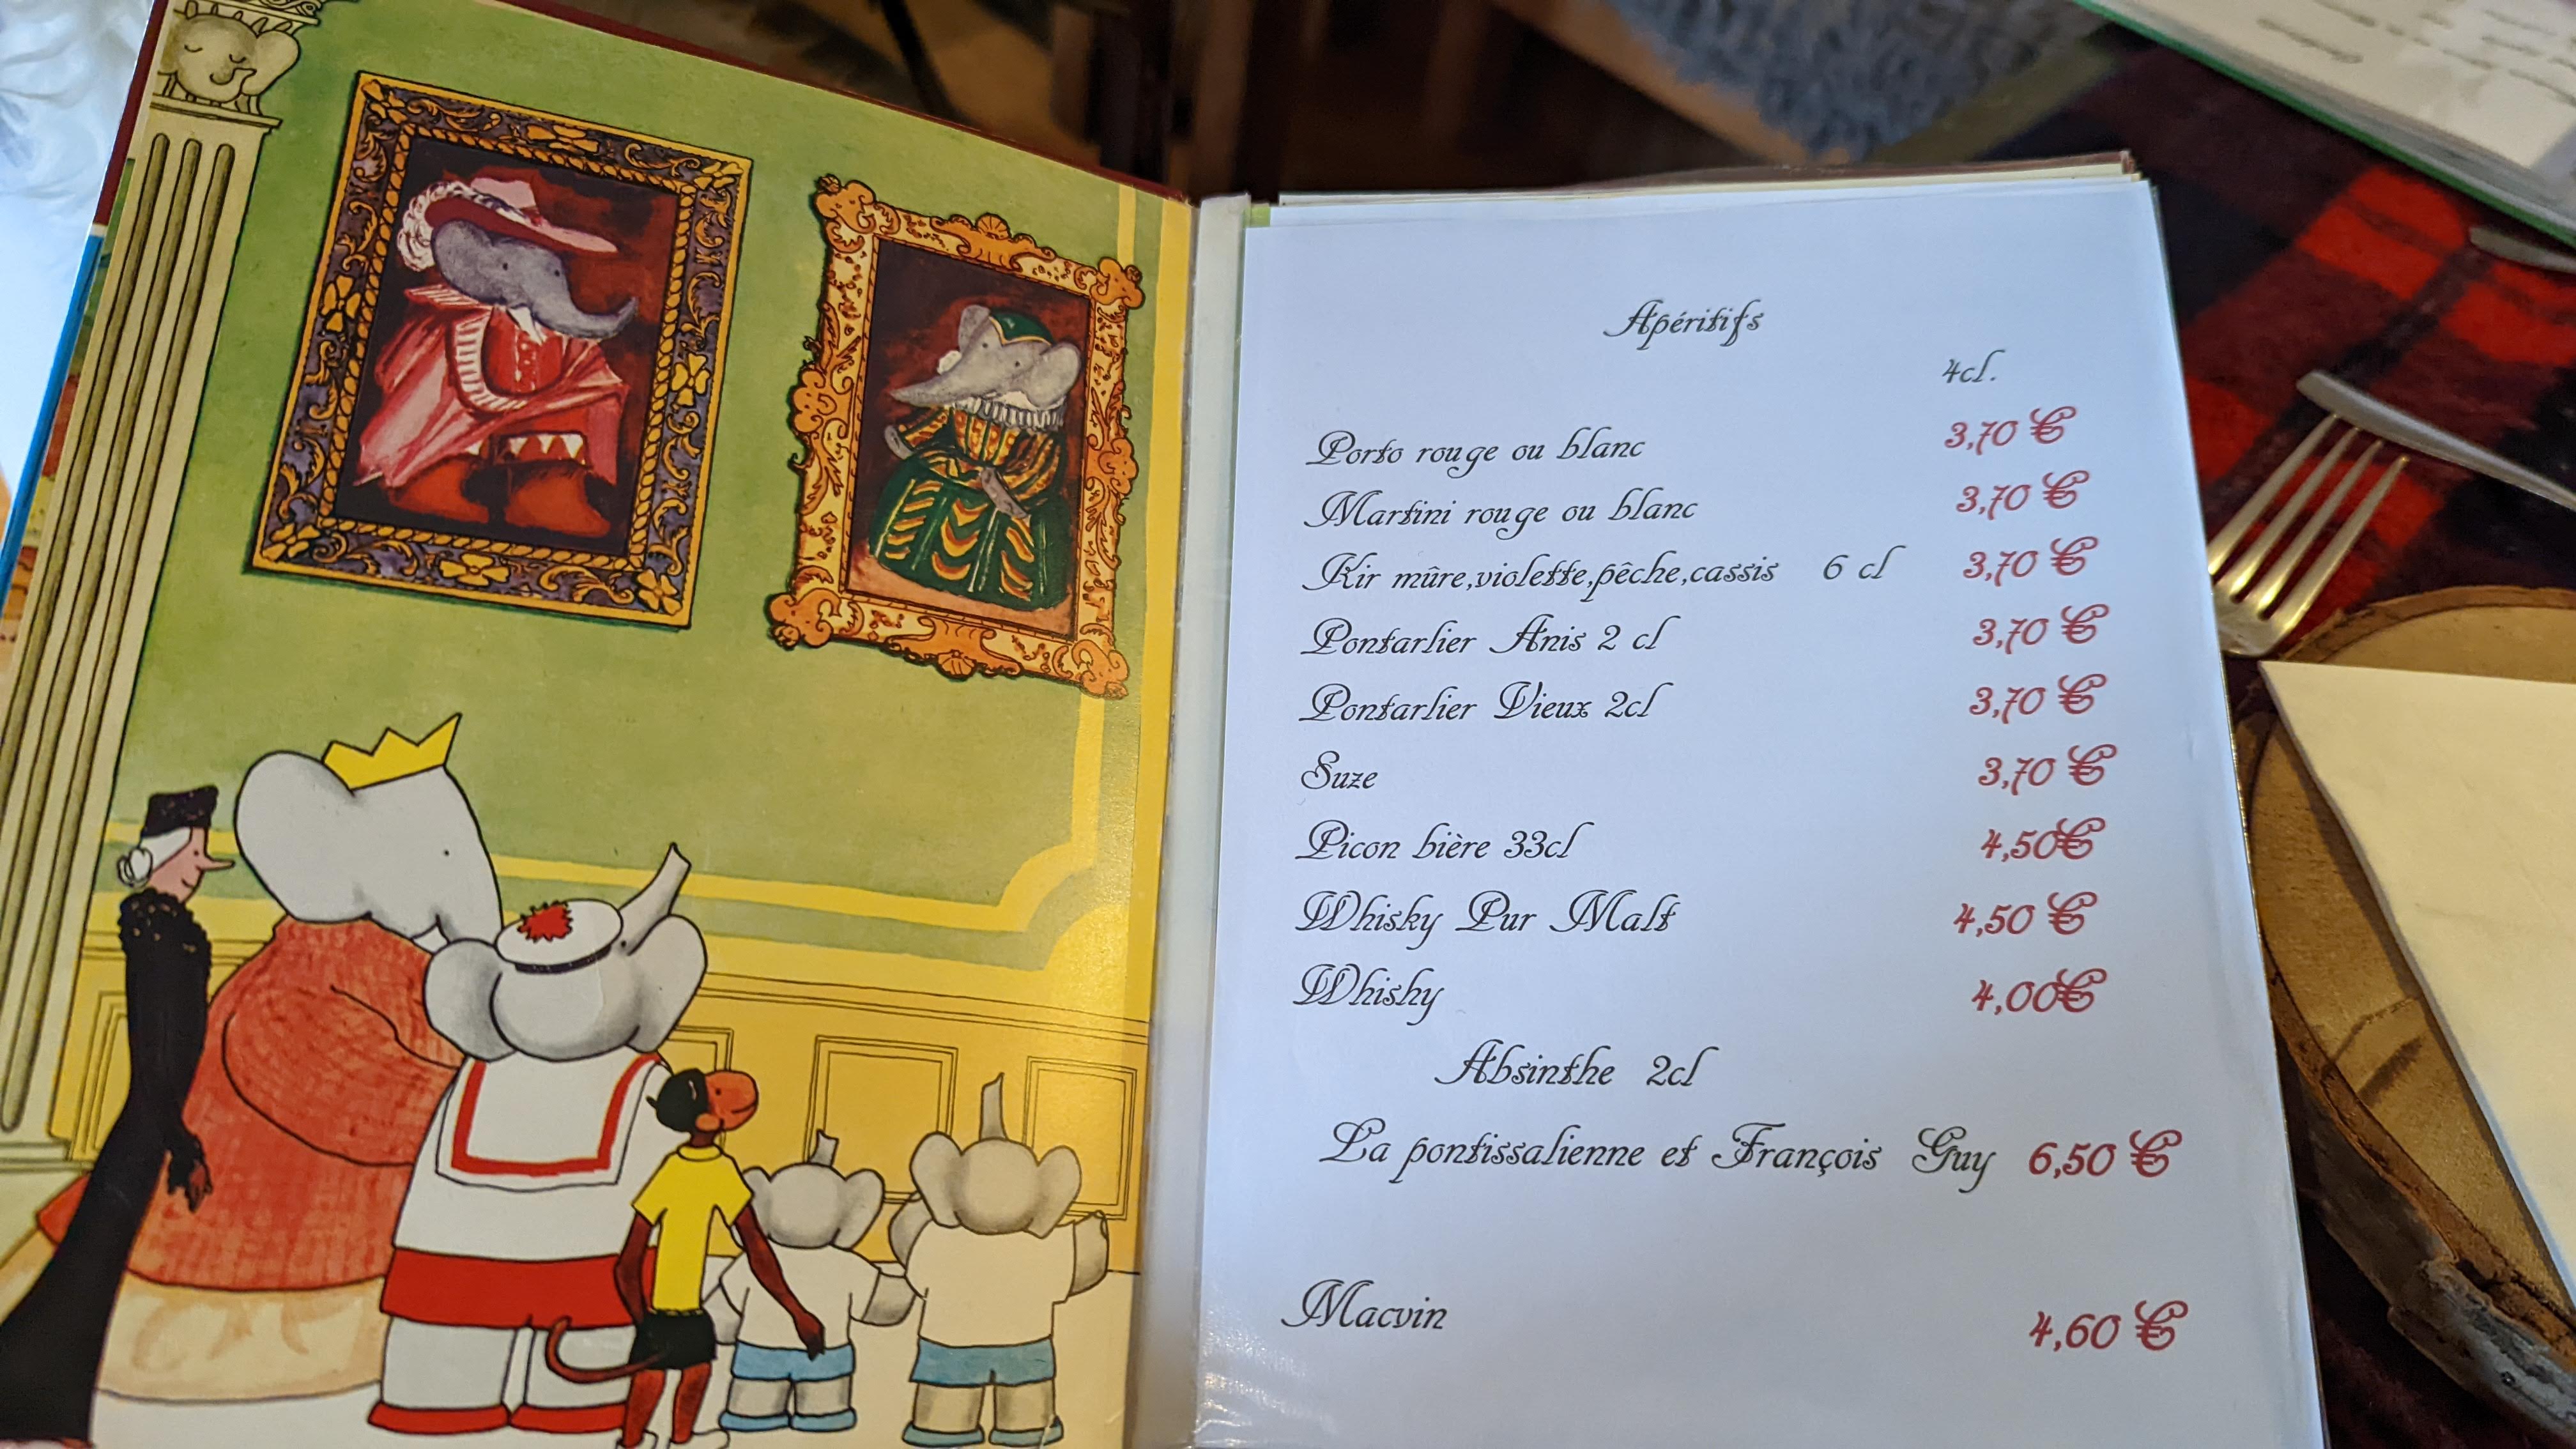 Apéritifs
4cl.
Porto rouge ou blanc 3,70 €
Martini rouge ou blanc 3,70 €
Kir mûre,violette,pêche,cassis 6 cl 3,70 €
Pontarlier Anis 2 cl 3,70 €
Pontarlier Vieux 2cl 3,70 €
Suze 3,70 €
Picon bière 33cl 4,50€
Whisky Pur Malt 4,50 €
Whishy 4,00€
Absinthe 2cl
La pontissalienne et François Guy 6,50 €
Macvin 4,60 €